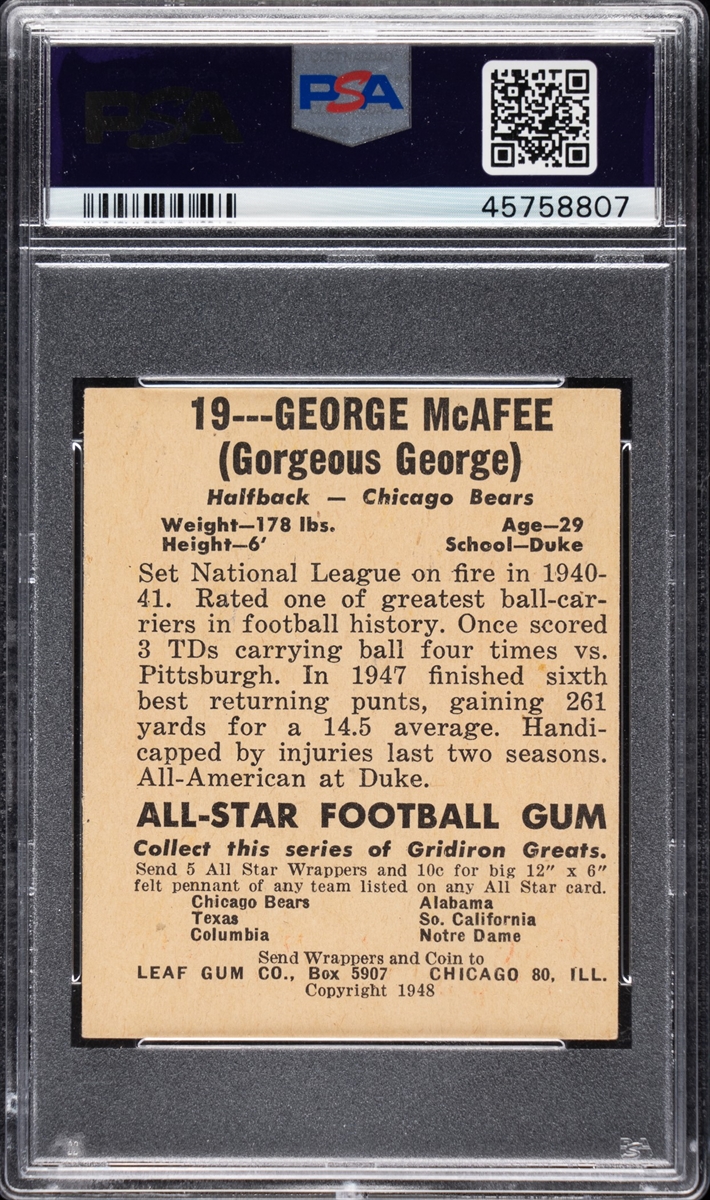 PSA
PSA
45758807
19---GEORGE McAFEE
(Gorgeous George)
Halfback — Chicago Bears
Weight—178 lbs. Age—29
Height—6' School—Duke
Set National League on fire in 1940-
41. Rated one of greatest ball-car-
riers in football history. Once scored
3 TDs carrying ball four times vs.
Pittsburgh. In 1947 finished sixth
best returning punts, gaining 261
yards for a 14.5 average. Handi-
capped by injuries last two seasons.
All-American at Duke.
ALL-STAR FOOTBALL GUM
Collect this series of Gridiron Greats.
Send 5 All Star Wrappers and 10c for big 12" x 6"
felt pennant of any team listed on any All Star card.
Chicago Bears Alabama
Texas So. California
Columbia Notre Dame
Send Wrappers and Coin to
LEAF GUM CO., Box 5907 CHICAGO 80, ILL.
Copyright 1948
PSA